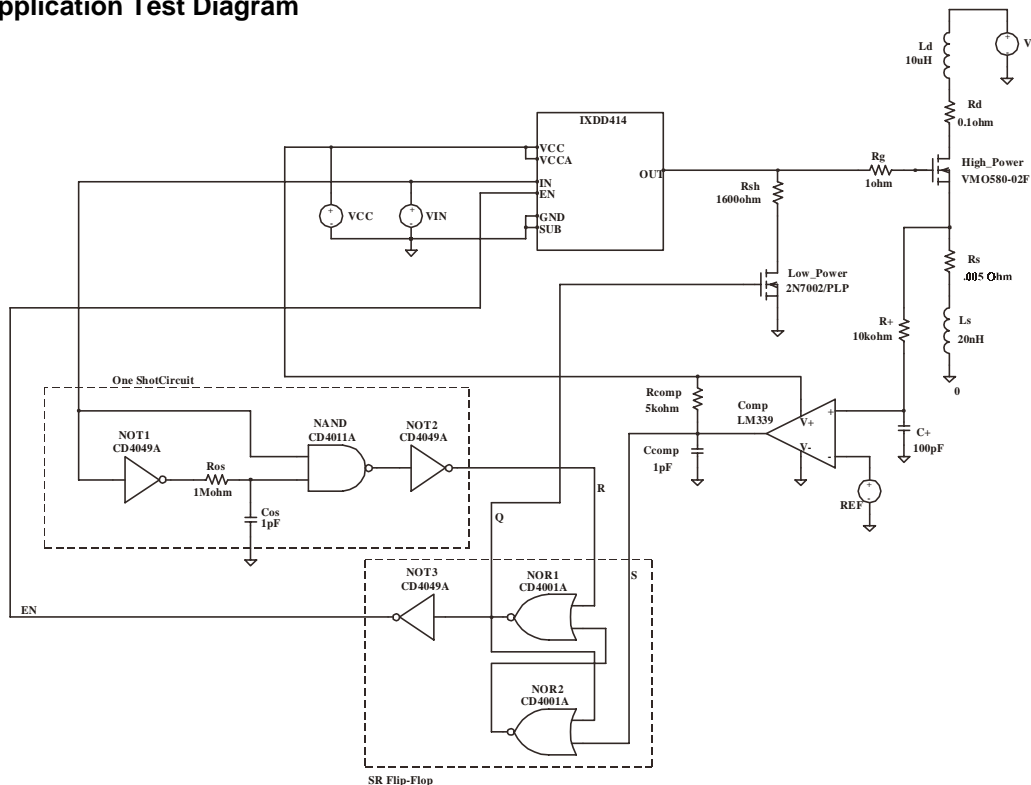 pplication Test Diagram
Ld
10uH
V
Rd
0.1ohm
IXDD414
VCC
VCCA
IN
EN
GND
SUB
OUT
Rg
1ohm
High_Power
VMO580-02F
Rsh
1600ohm
VCC
VIN
Low_Power
2N7002/PLP
Rs
.005 Ohm
R+
10kohm
Ls
20nH
0
One ShotCircuit
Rcomp
5kohm
Comp
LM339
V+
V-
+
-
C+
100pF
Ccomp
1pF
REF
NOT1
CD4049A
Ros
1Mohm
Cos
1pF
NAND
CD4011A
NOT2
CD4049A
R
Q
S
EN
NOT3
CD4049A
NOR1
CD4001A
NOR2
CD4001A
SR Flip-Flop